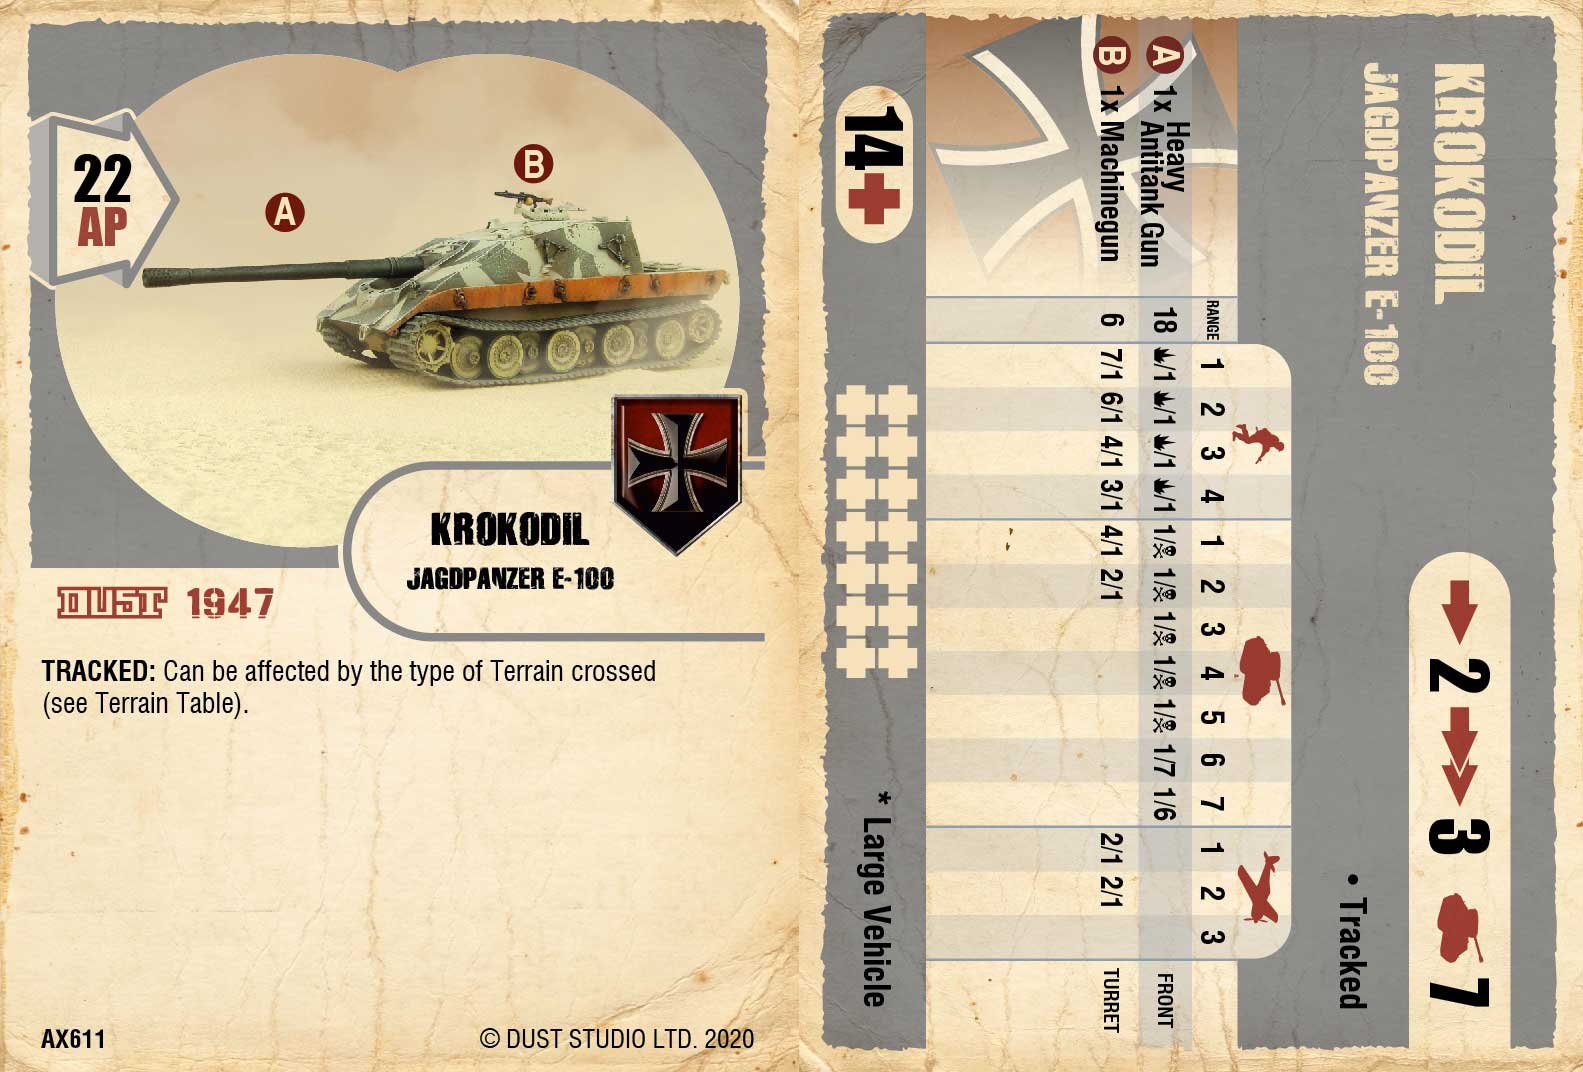 22
AP
A
B
KROKODIL
JAGDPANZER E-100
DUST 1947
TRACKED: Can be affected by the type of Terrain crossed
(see Terrain Table).
AX611
© DUST STUDIO LTD. 2020
KROKODIL
JAGDPANZER E-100
2 3 7
• Tracked
RANGE 1 2 3 4 1 2 3 4 5 6 7 1 2 3
A 1x Heavy
Antitank Gun 18 /1 /1 /1 /1 1/ 1/ 1/ 1/ 1/ 1/7 1/6 FRONT
B 1x Machinegun 6 7/1 6/1 4/1 3/1 4/1 2/1 2/1 2/1 TURRET
14
* Large Vehicle